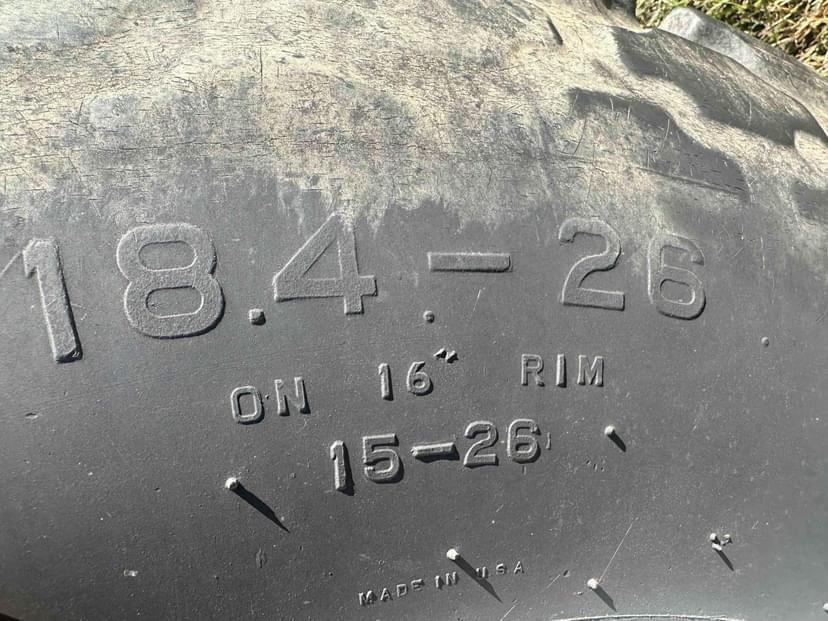 18.4-26
ON 16" RIM
15-26
MADE IN USA